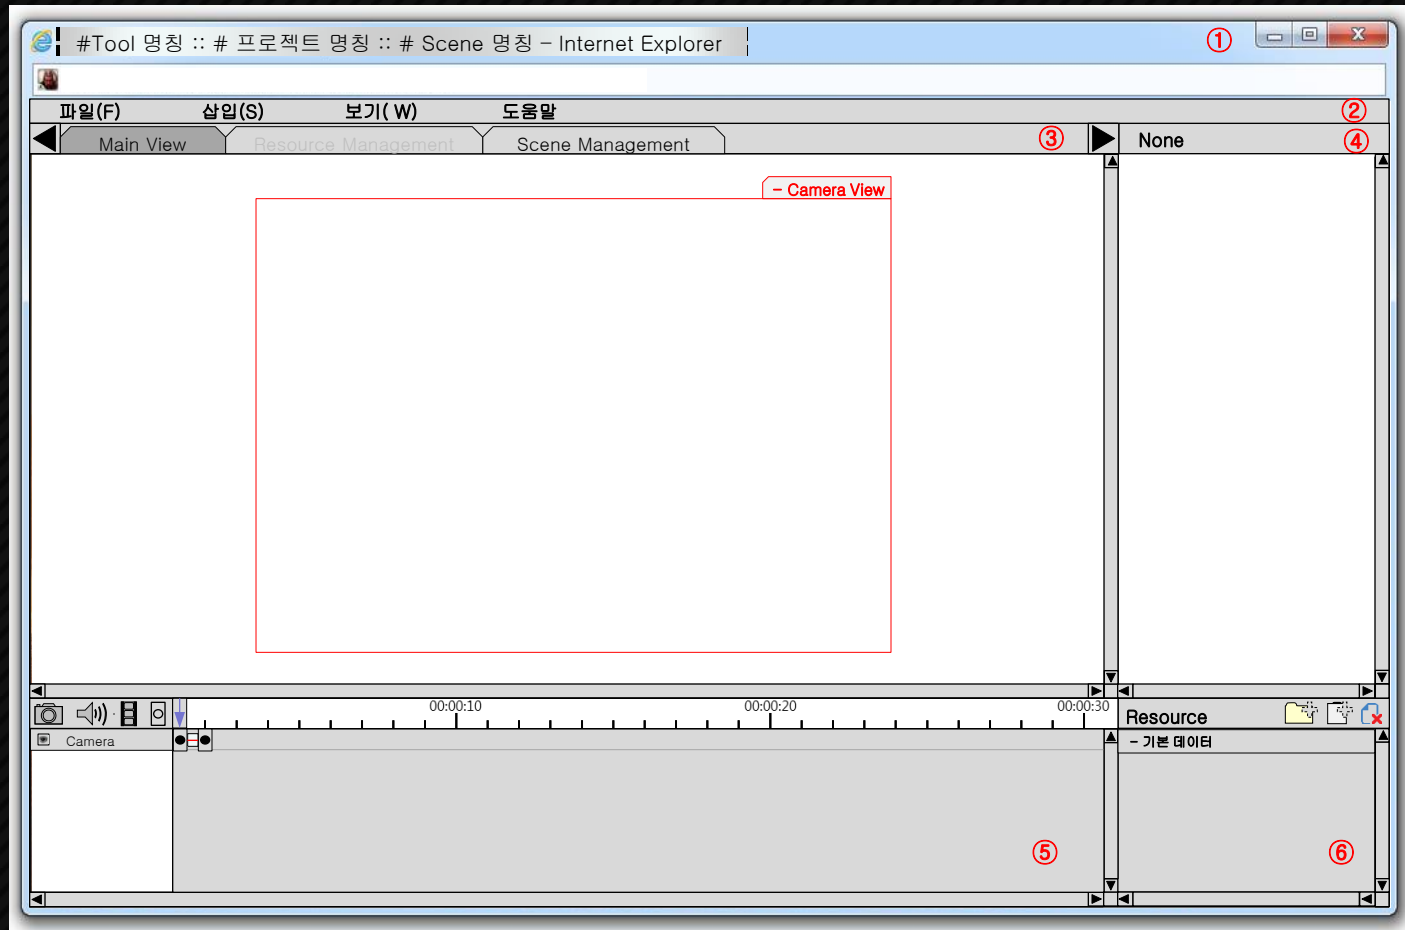 #Tool 명칭 :: # 프로젝트 명칭 :: # Scene 명칭 – Internet Explorer ①
파일(F) 삽입(S) 보기( W) 도움말 ②
Main View Resource Management Scene Management ③ None ④
– Camera View
00:00:10 00:00:20 00:00:30 Resource
Camera – 기본 데이터
⑤ ⑥